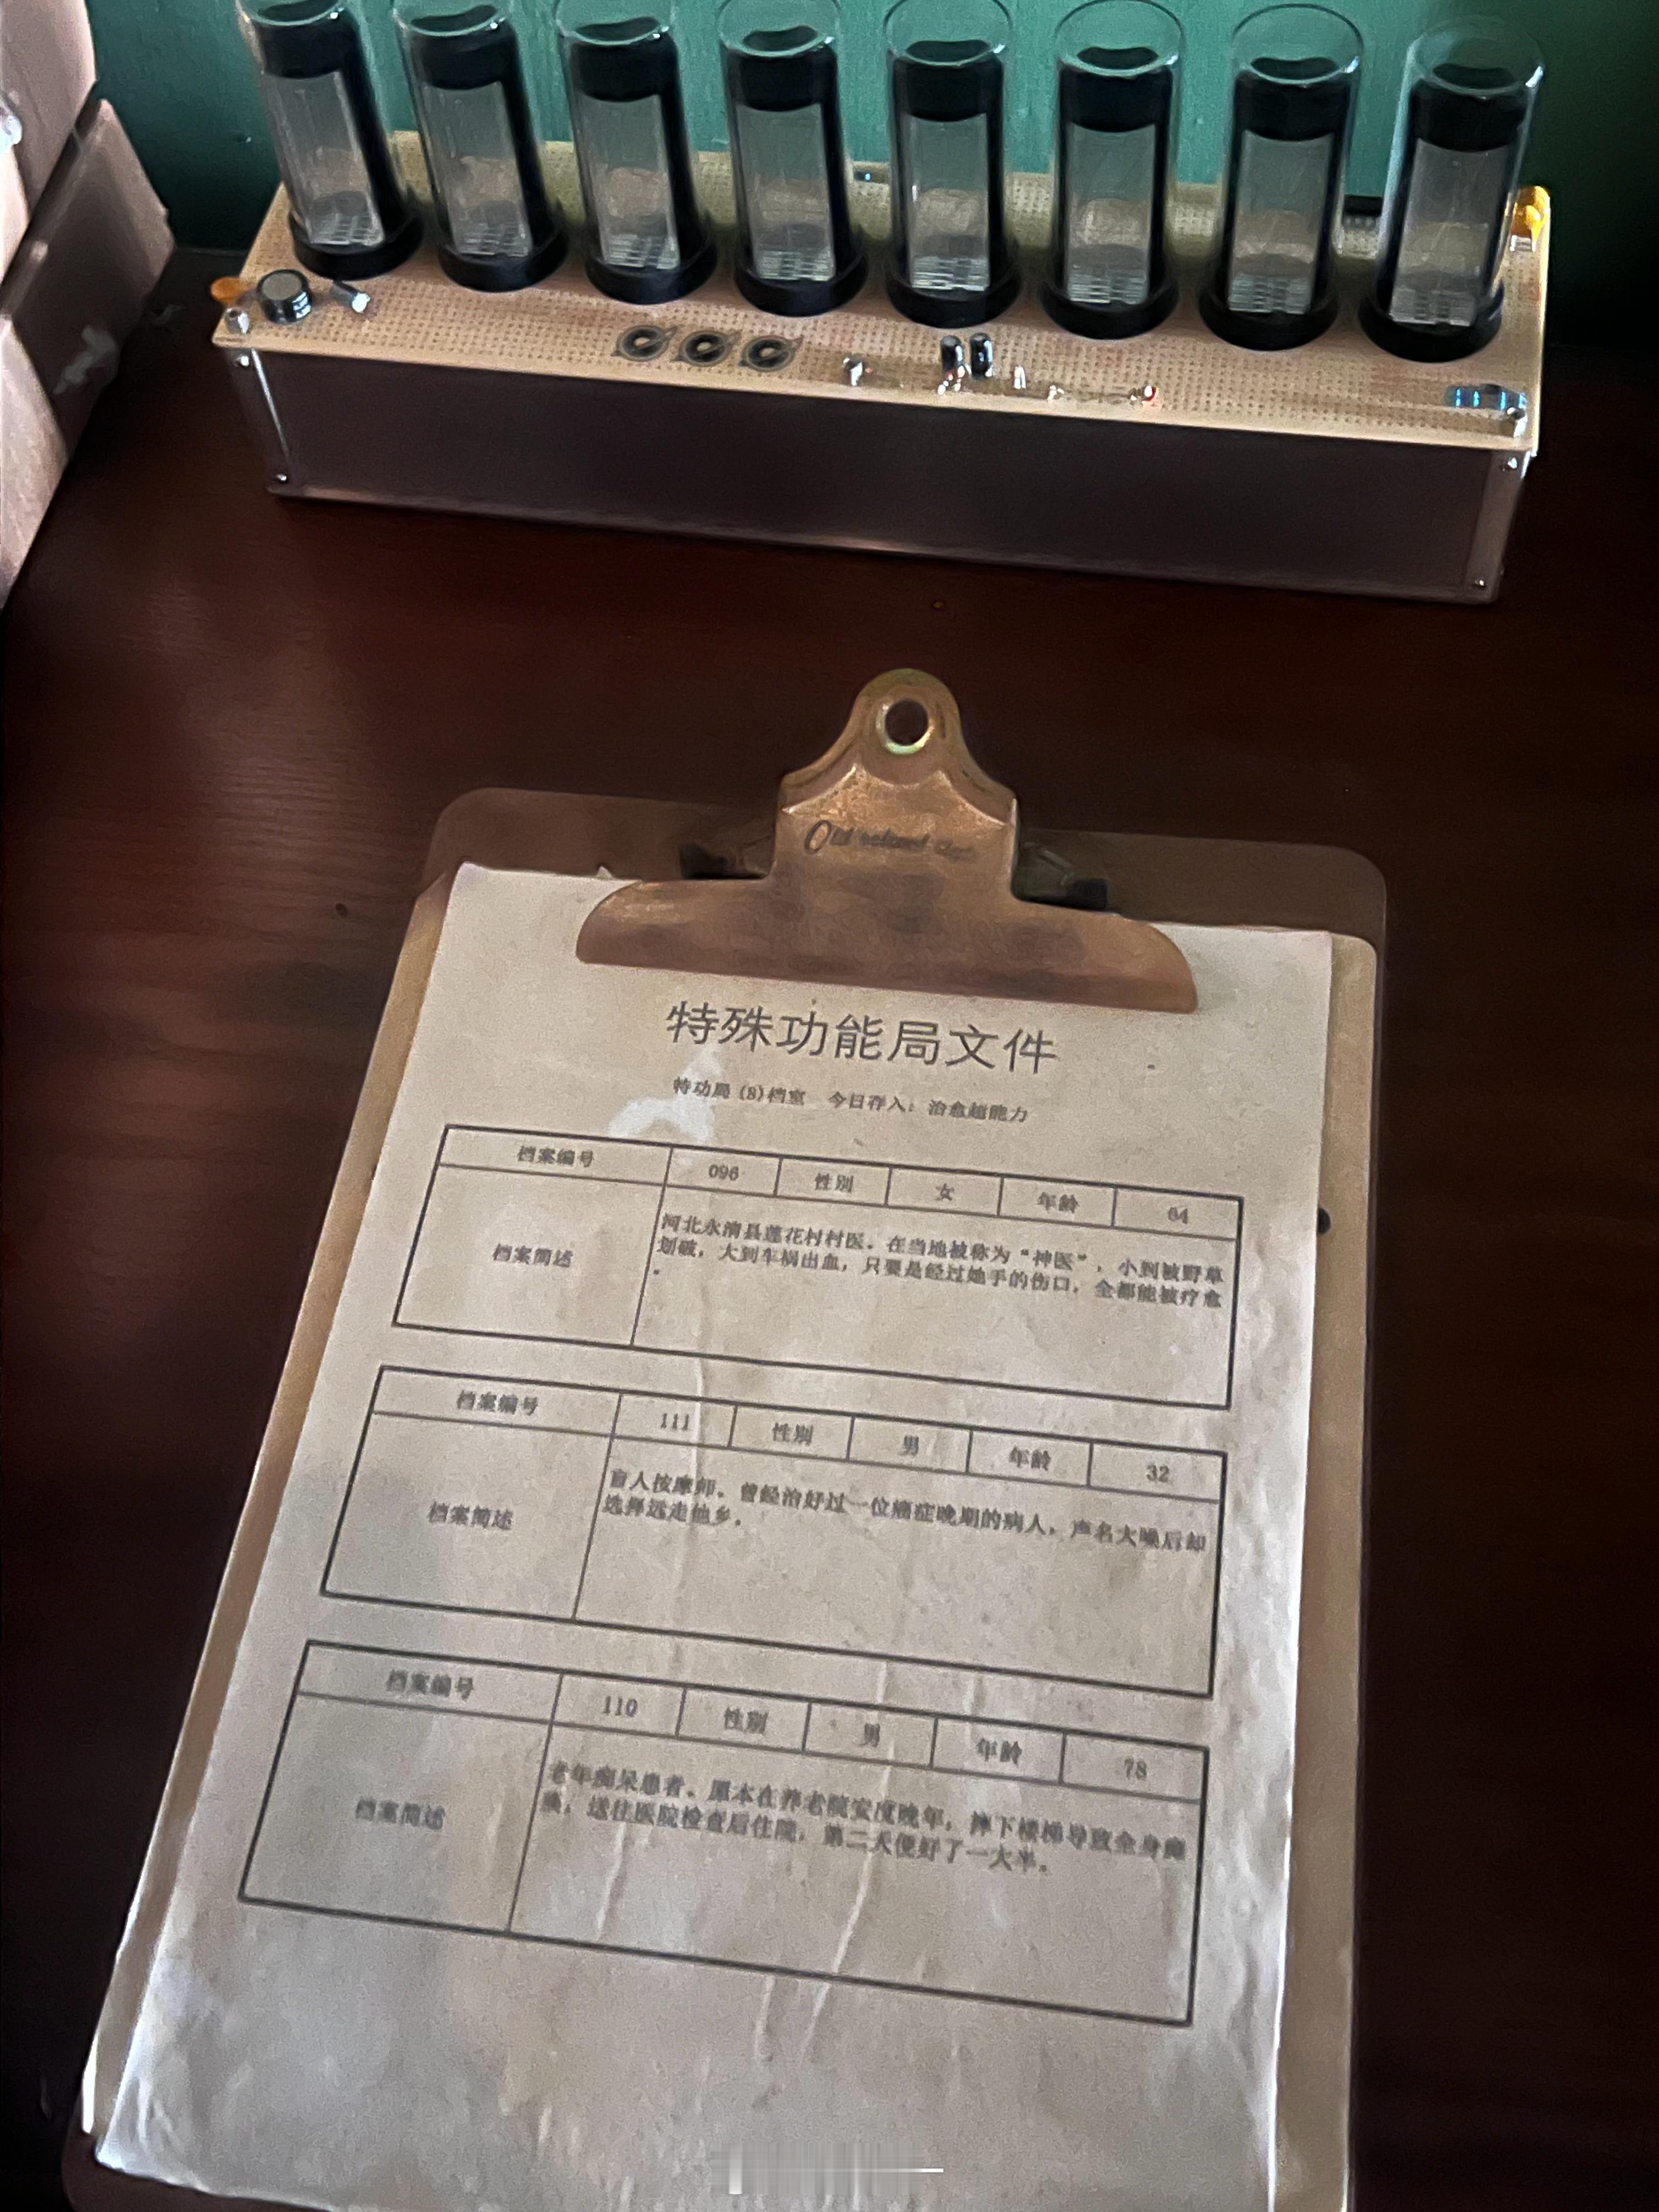 Old school
特殊功能局文件
特功局 (8)档室 今日存入：治愈超能力
档案编号 096 性别 女 年龄 64
档案简述
河北永清县莲花村村医。在当地被称为“神医”，小到被野草
划破，大到车祸出血，只要是经过她手的伤口，全都能被疗愈
。
档案编号 111 性别 男 年龄 32
档案简述
盲人按摩师。曾经治好过一位癌症晚期的病人，声名大噪后却
选择远走他乡。
档案编号 110 性别 男 年龄 78
档案简述
老年痴呆患者。原本在养老院安度晚年，摔下楼梯导致全身瘫
痪，送往医院检查后住院，第二天便好了一大半。